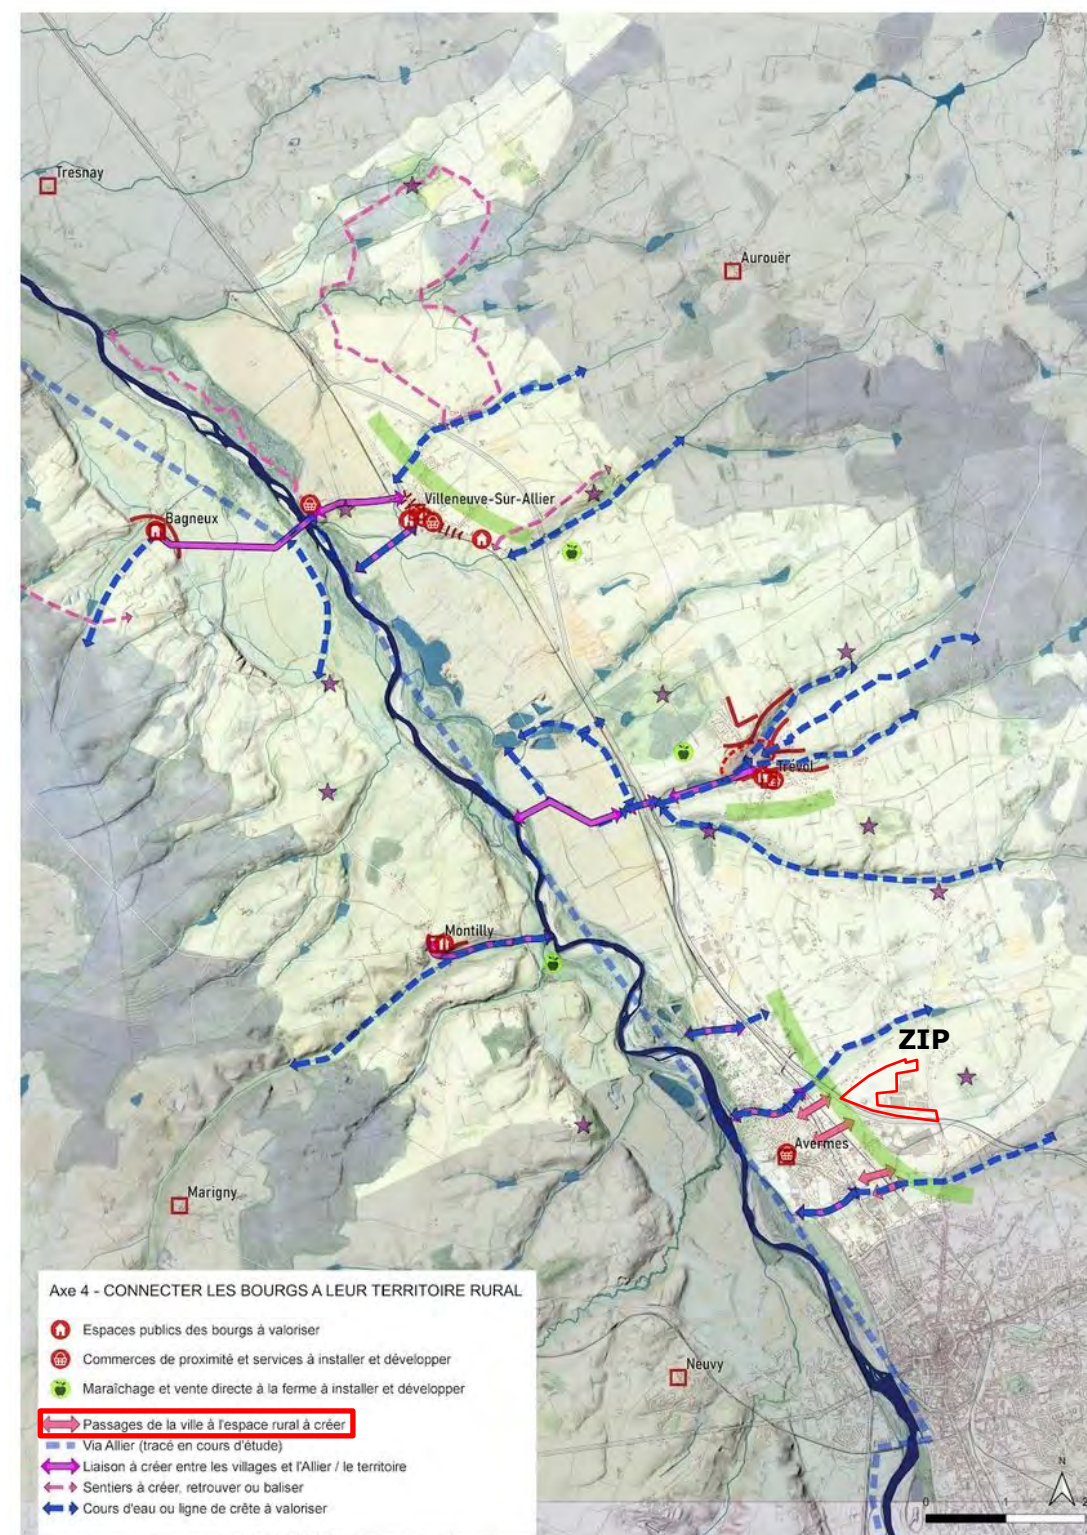 Tresnay
Aurouër
Villeneuve-Sur-Allier
Bagneux
Trévol
Montilly
ZIP
Avermes
Marigny
Neuvy
Axe 4 - CONNECTER LES BOURGS A LEUR TERRITOIRE RURAL
Espaces publics des bourgs à valoriser
Commerces de proximité et services à installer et développer
Maraîchage et vente directe à la ferme à installer et développer
Passages de la ville à l'espace rural à créer
Via Allier (tracé en cours d'étude)
Liaison à créer entre les villages et l'Allier / le territoire
Sentiers à créer, retrouver ou baliser
Cours d'eau ou ligne de crête à valoriser
N
0 1 2